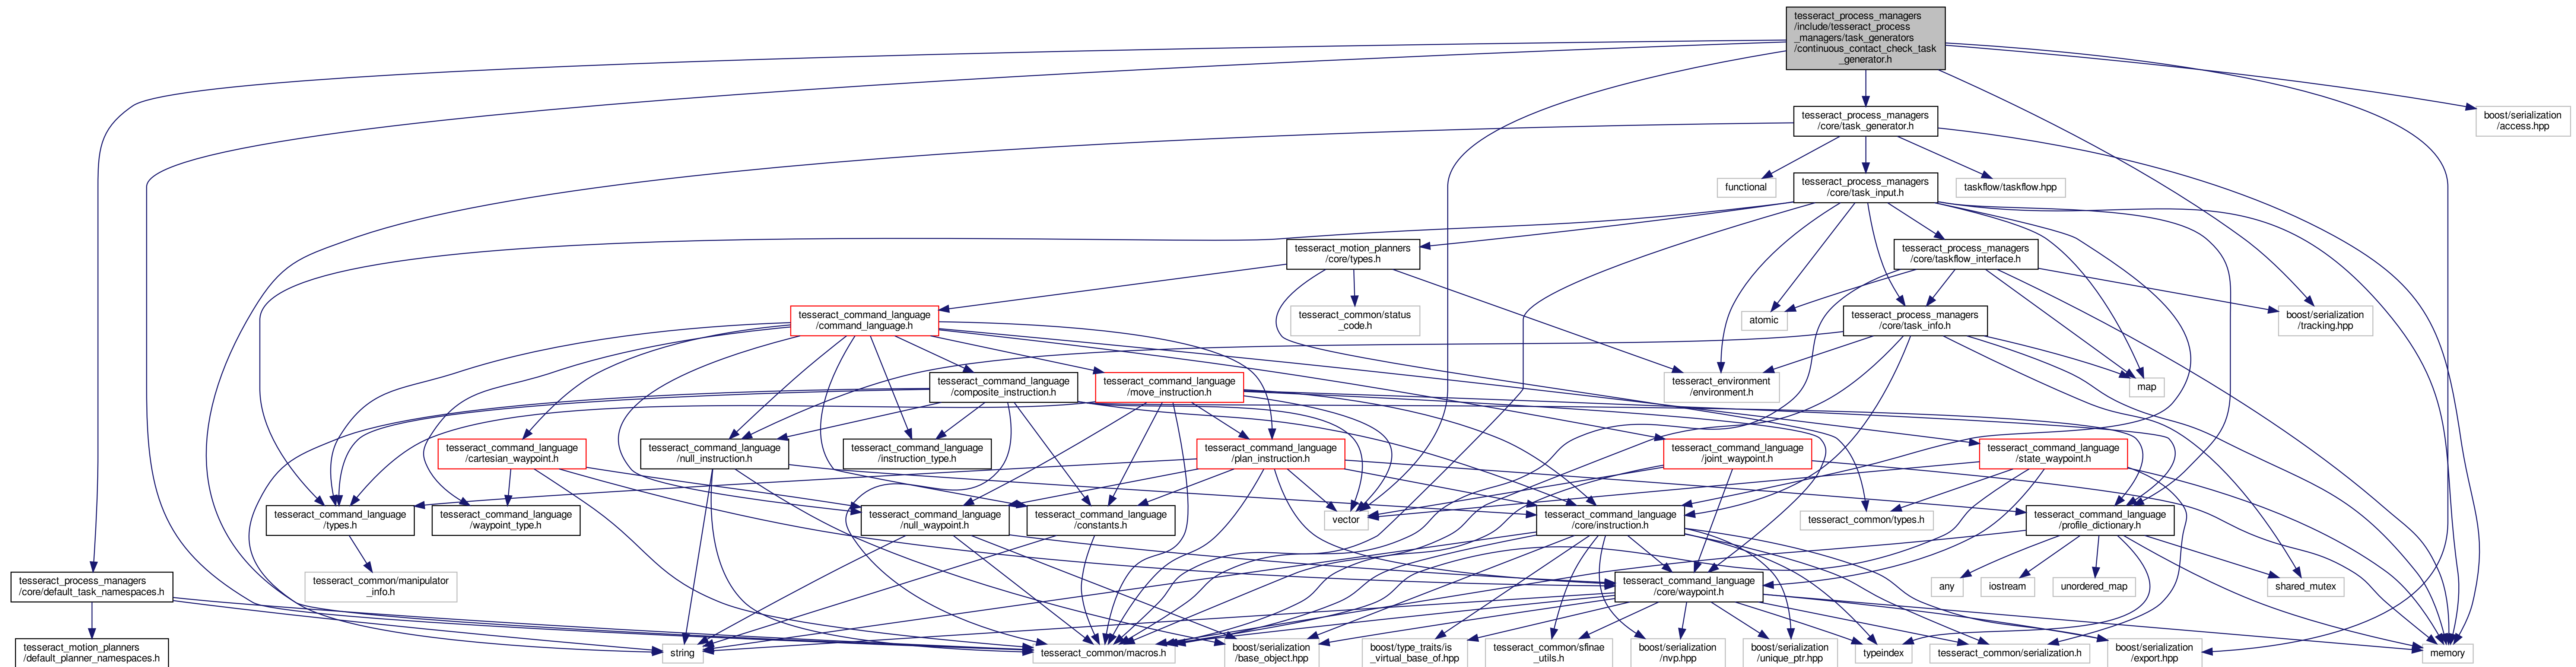 tesseract_process_managers
/include/tesseract_process
_managers/task_generators
/continuous_contact_check_task
_generator.h
tesseract_process_managers
/core/task_generator.h
boost/serialization
/access.hpp
functional
tesseract_process_managers
/core/task_input.h
taskflow/taskflow.hpp
tesseract_motion_planners
/core/types.h
tesseract_process_managers
/core/taskflow_interface.h
tesseract_command_language
/command_language.h
tesseract_common/status
_code.h
atomic
tesseract_process_managers
/core/task_info.h
boost/serialization
/tracking.hpp
tesseract_command_language
/composite_instruction.h
tesseract_command_language
/move_instruction.h
tesseract_environment
/environment.h
map
tesseract_command_language
/cartesian_waypoint.h
tesseract_command_language
/null_instruction.h
tesseract_command_language
/instruction_type.h
tesseract_command_language
/plan_instruction.h
tesseract_command_language
/joint_waypoint.h
tesseract_command_language
/state_waypoint.h
tesseract_command_language
/types.h
tesseract_command_language
/waypoint_type.h
tesseract_command_language
/null_waypoint.h
tesseract_command_language
/constants.h
vector
tesseract_command_language
/core/instruction.h
tesseract_common/types.h
tesseract_command_language
/profile_dictionary.h
tesseract_process_managers
/core/default_task_namespaces.h
tesseract_common/manipulator
_info.h
tesseract_command_language
/core/waypoint.h
any
iostream
unordered_map
shared_mutex
tesseract_motion_planners
/default_planner_namespaces.h
string
tesseract_common/macros.h
boost/serialization
/base_object.hpp
boost/type_traits/is
_virtual_base_of.hpp
tesseract_common/sfinae
_utils.h
boost/serialization
/nvp.hpp
boost/serialization
/unique_ptr.hpp
typeindex
tesseract_common/serialization.h
boost/serialization
/export.hpp
memory